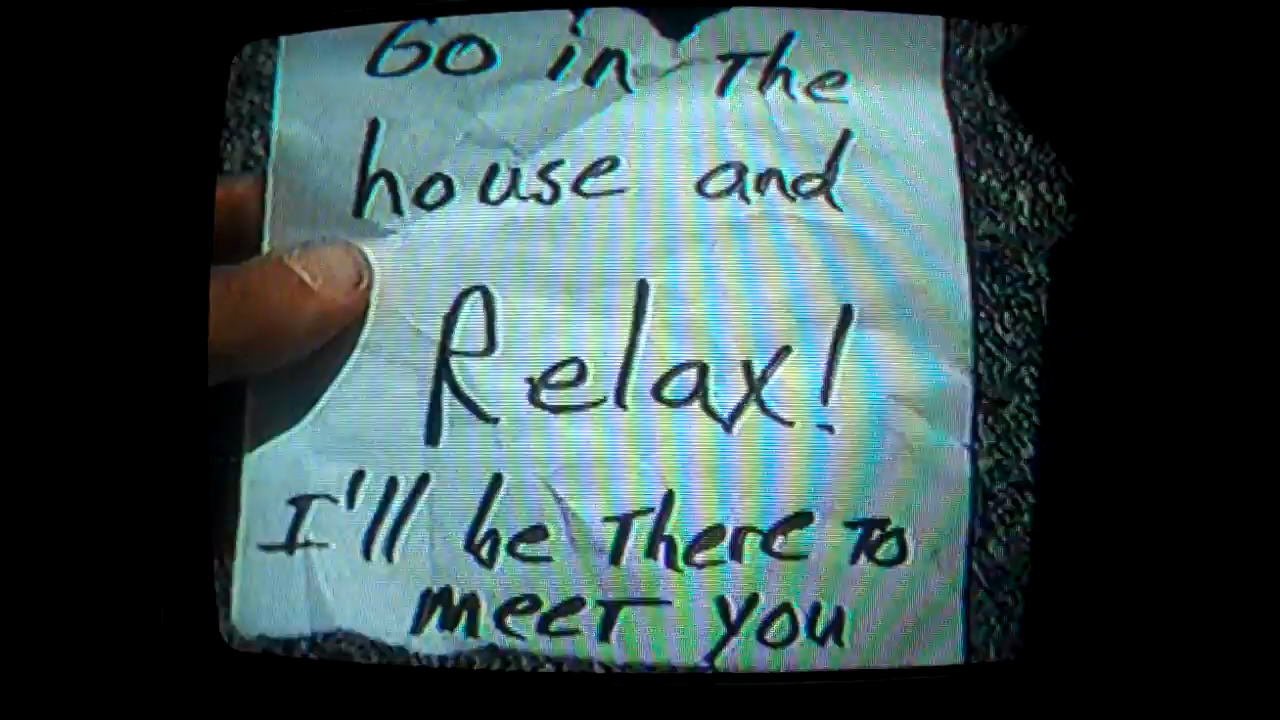 Go in The
house and
Relax!
I'll be There To
meet you